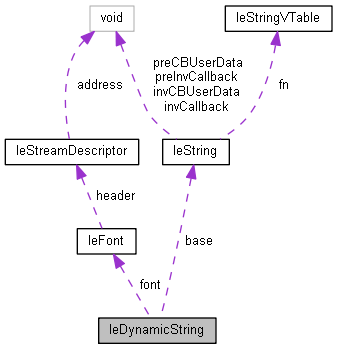 void
leStringVTable
preCBUserData
preInvCallback
invCBUserData
invCallback
address
fn
leStreamDescriptor
leString
header
leFont
base
font
leDynamicString